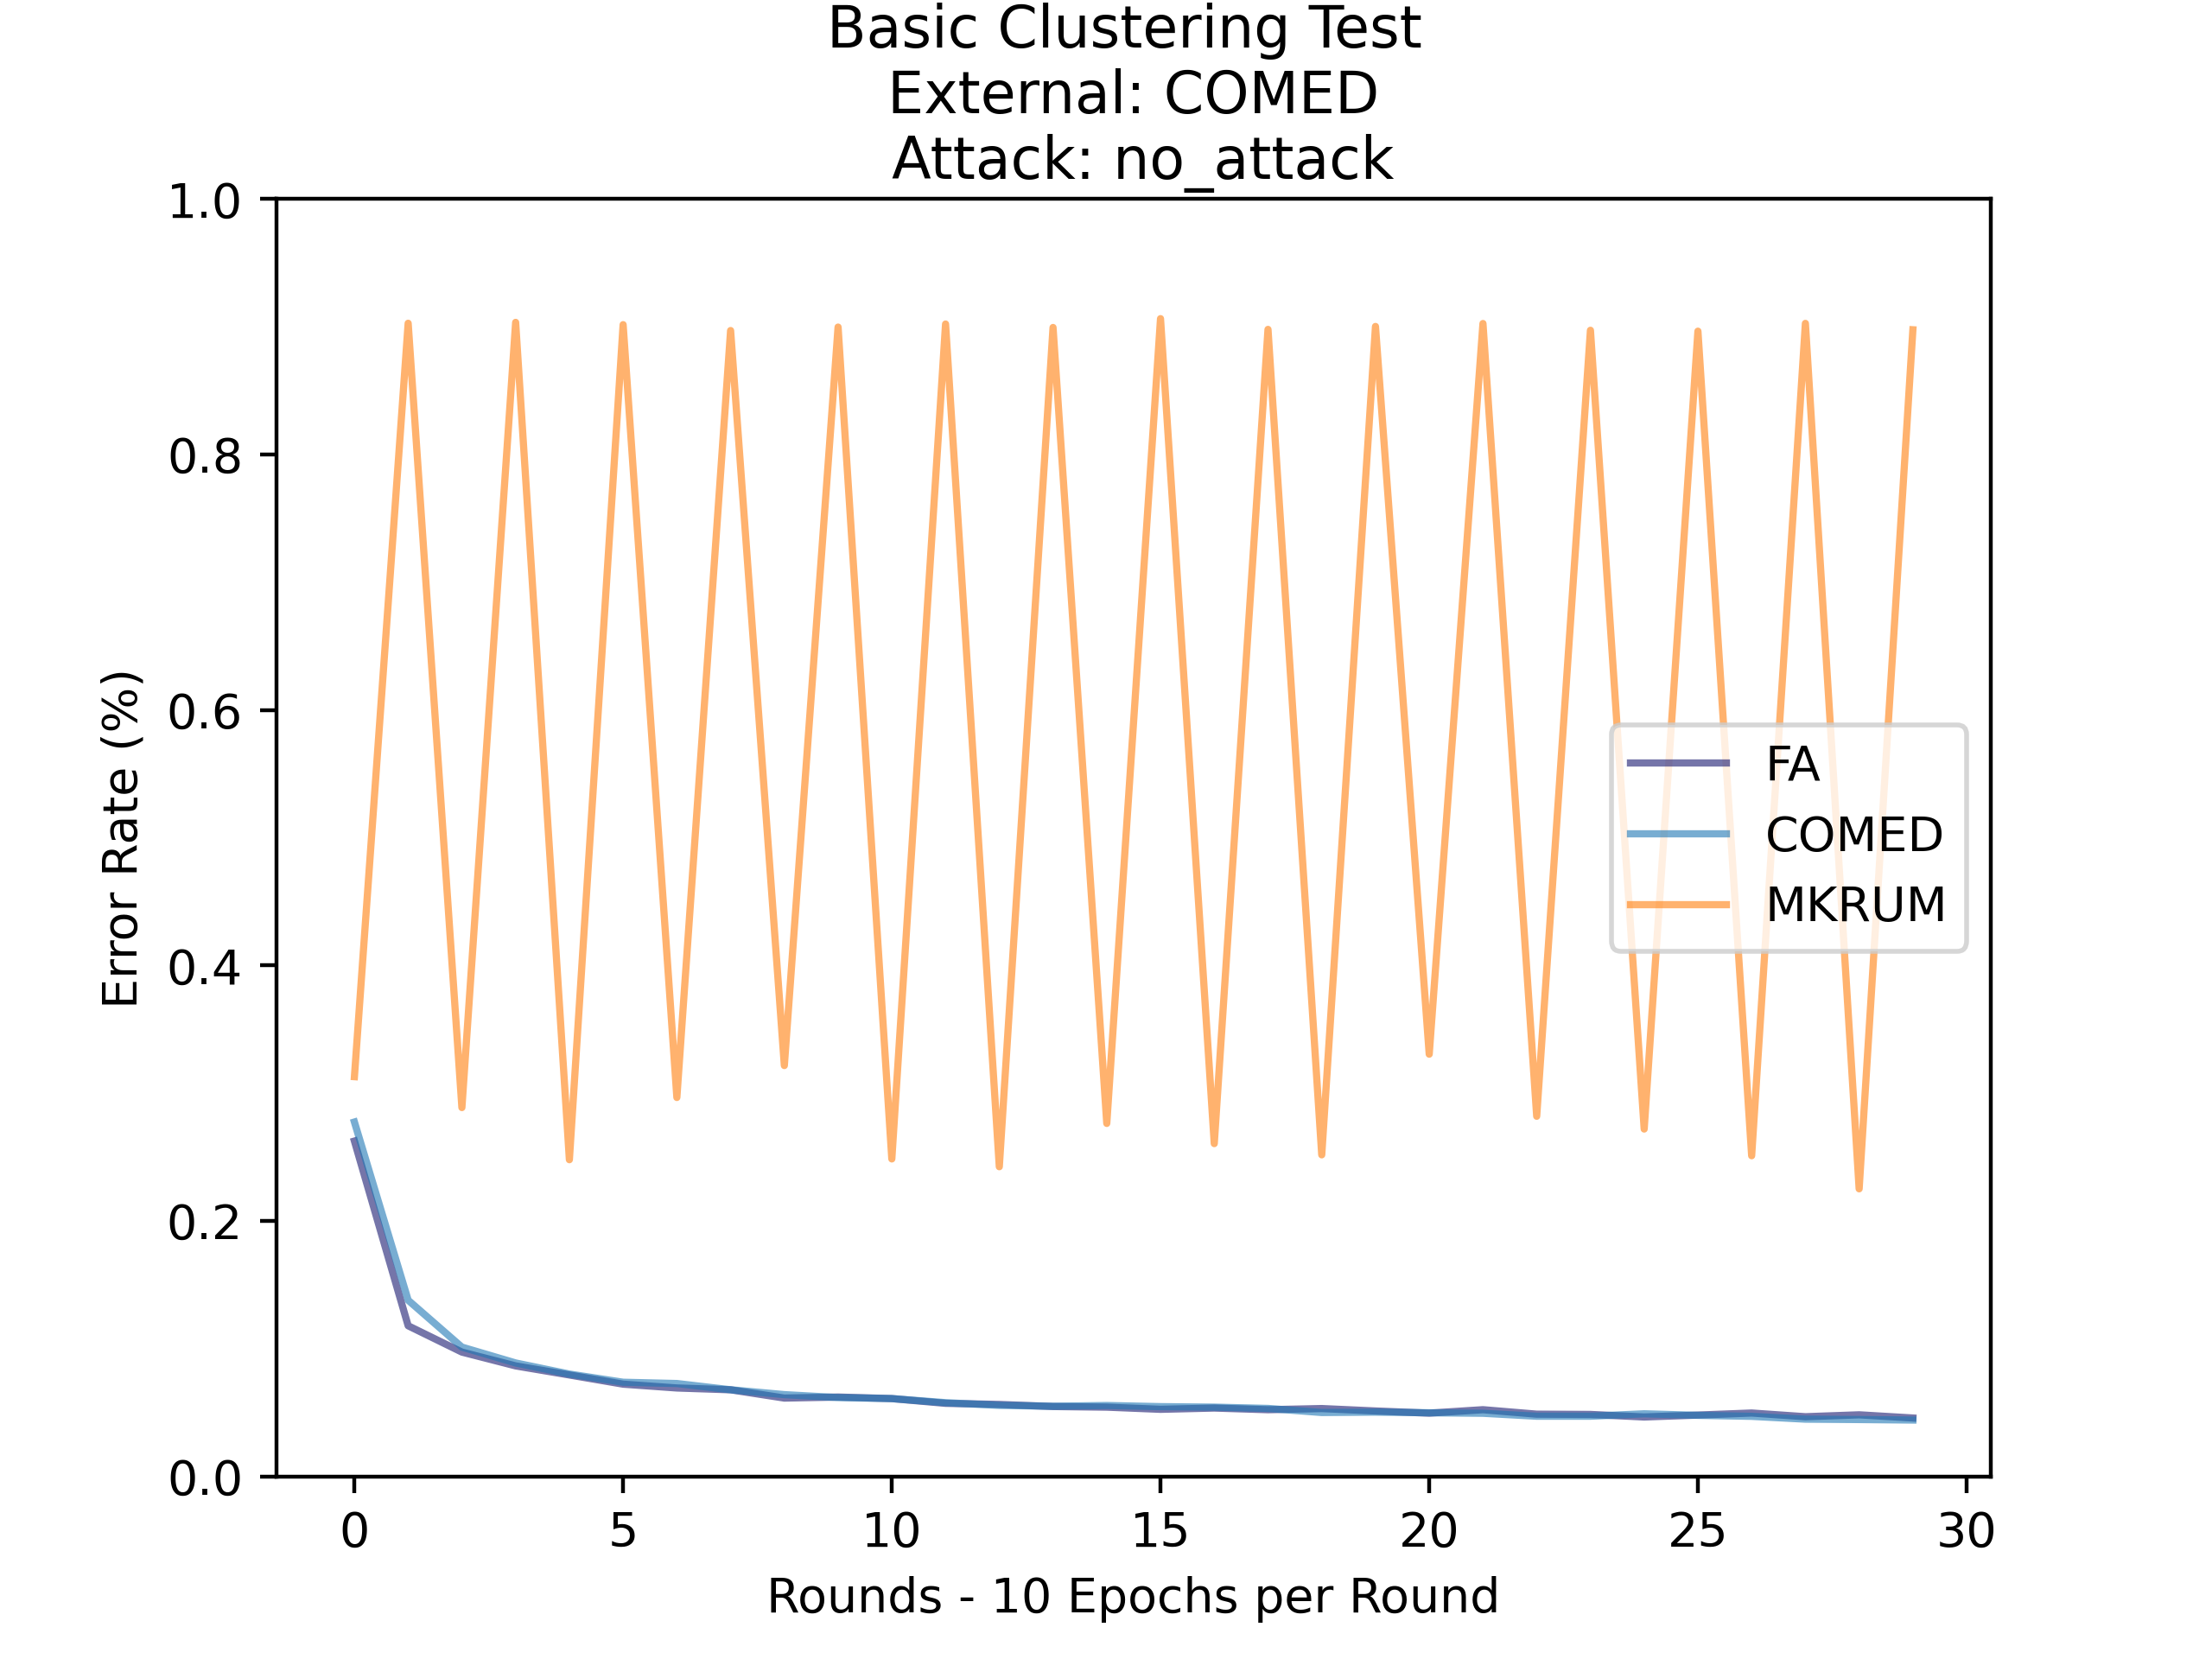 Basic Clustering Test
External: COMED
Attack: no_attack
1.0
0.8
0.6
0.4
0.2
0.0
Error Rate (%)
FA
COMED
MKRUM
0 5 10 15 20 25 30
Rounds - 10 Epochs per Round